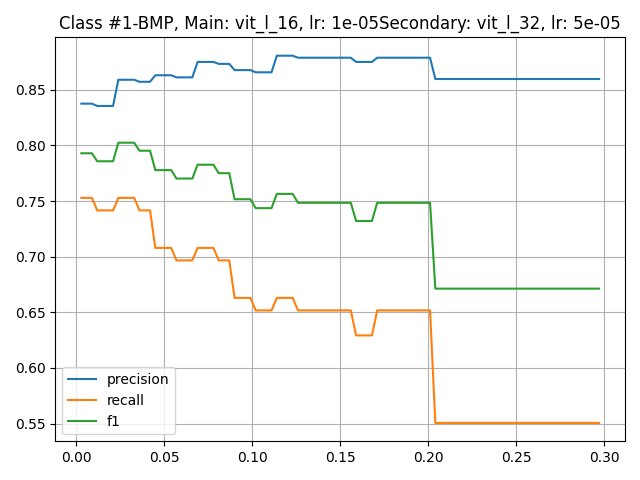 Class #1-BMP, Main: vit_l_16, lr: 1e-05Secondary: vit_l_32, lr: 5e-05
0.85
0.80
0.75
0.70
0.65
0.60
0.55
precision
recall
f1
0.00 0.05 0.10 0.15 0.20 0.25 0.30